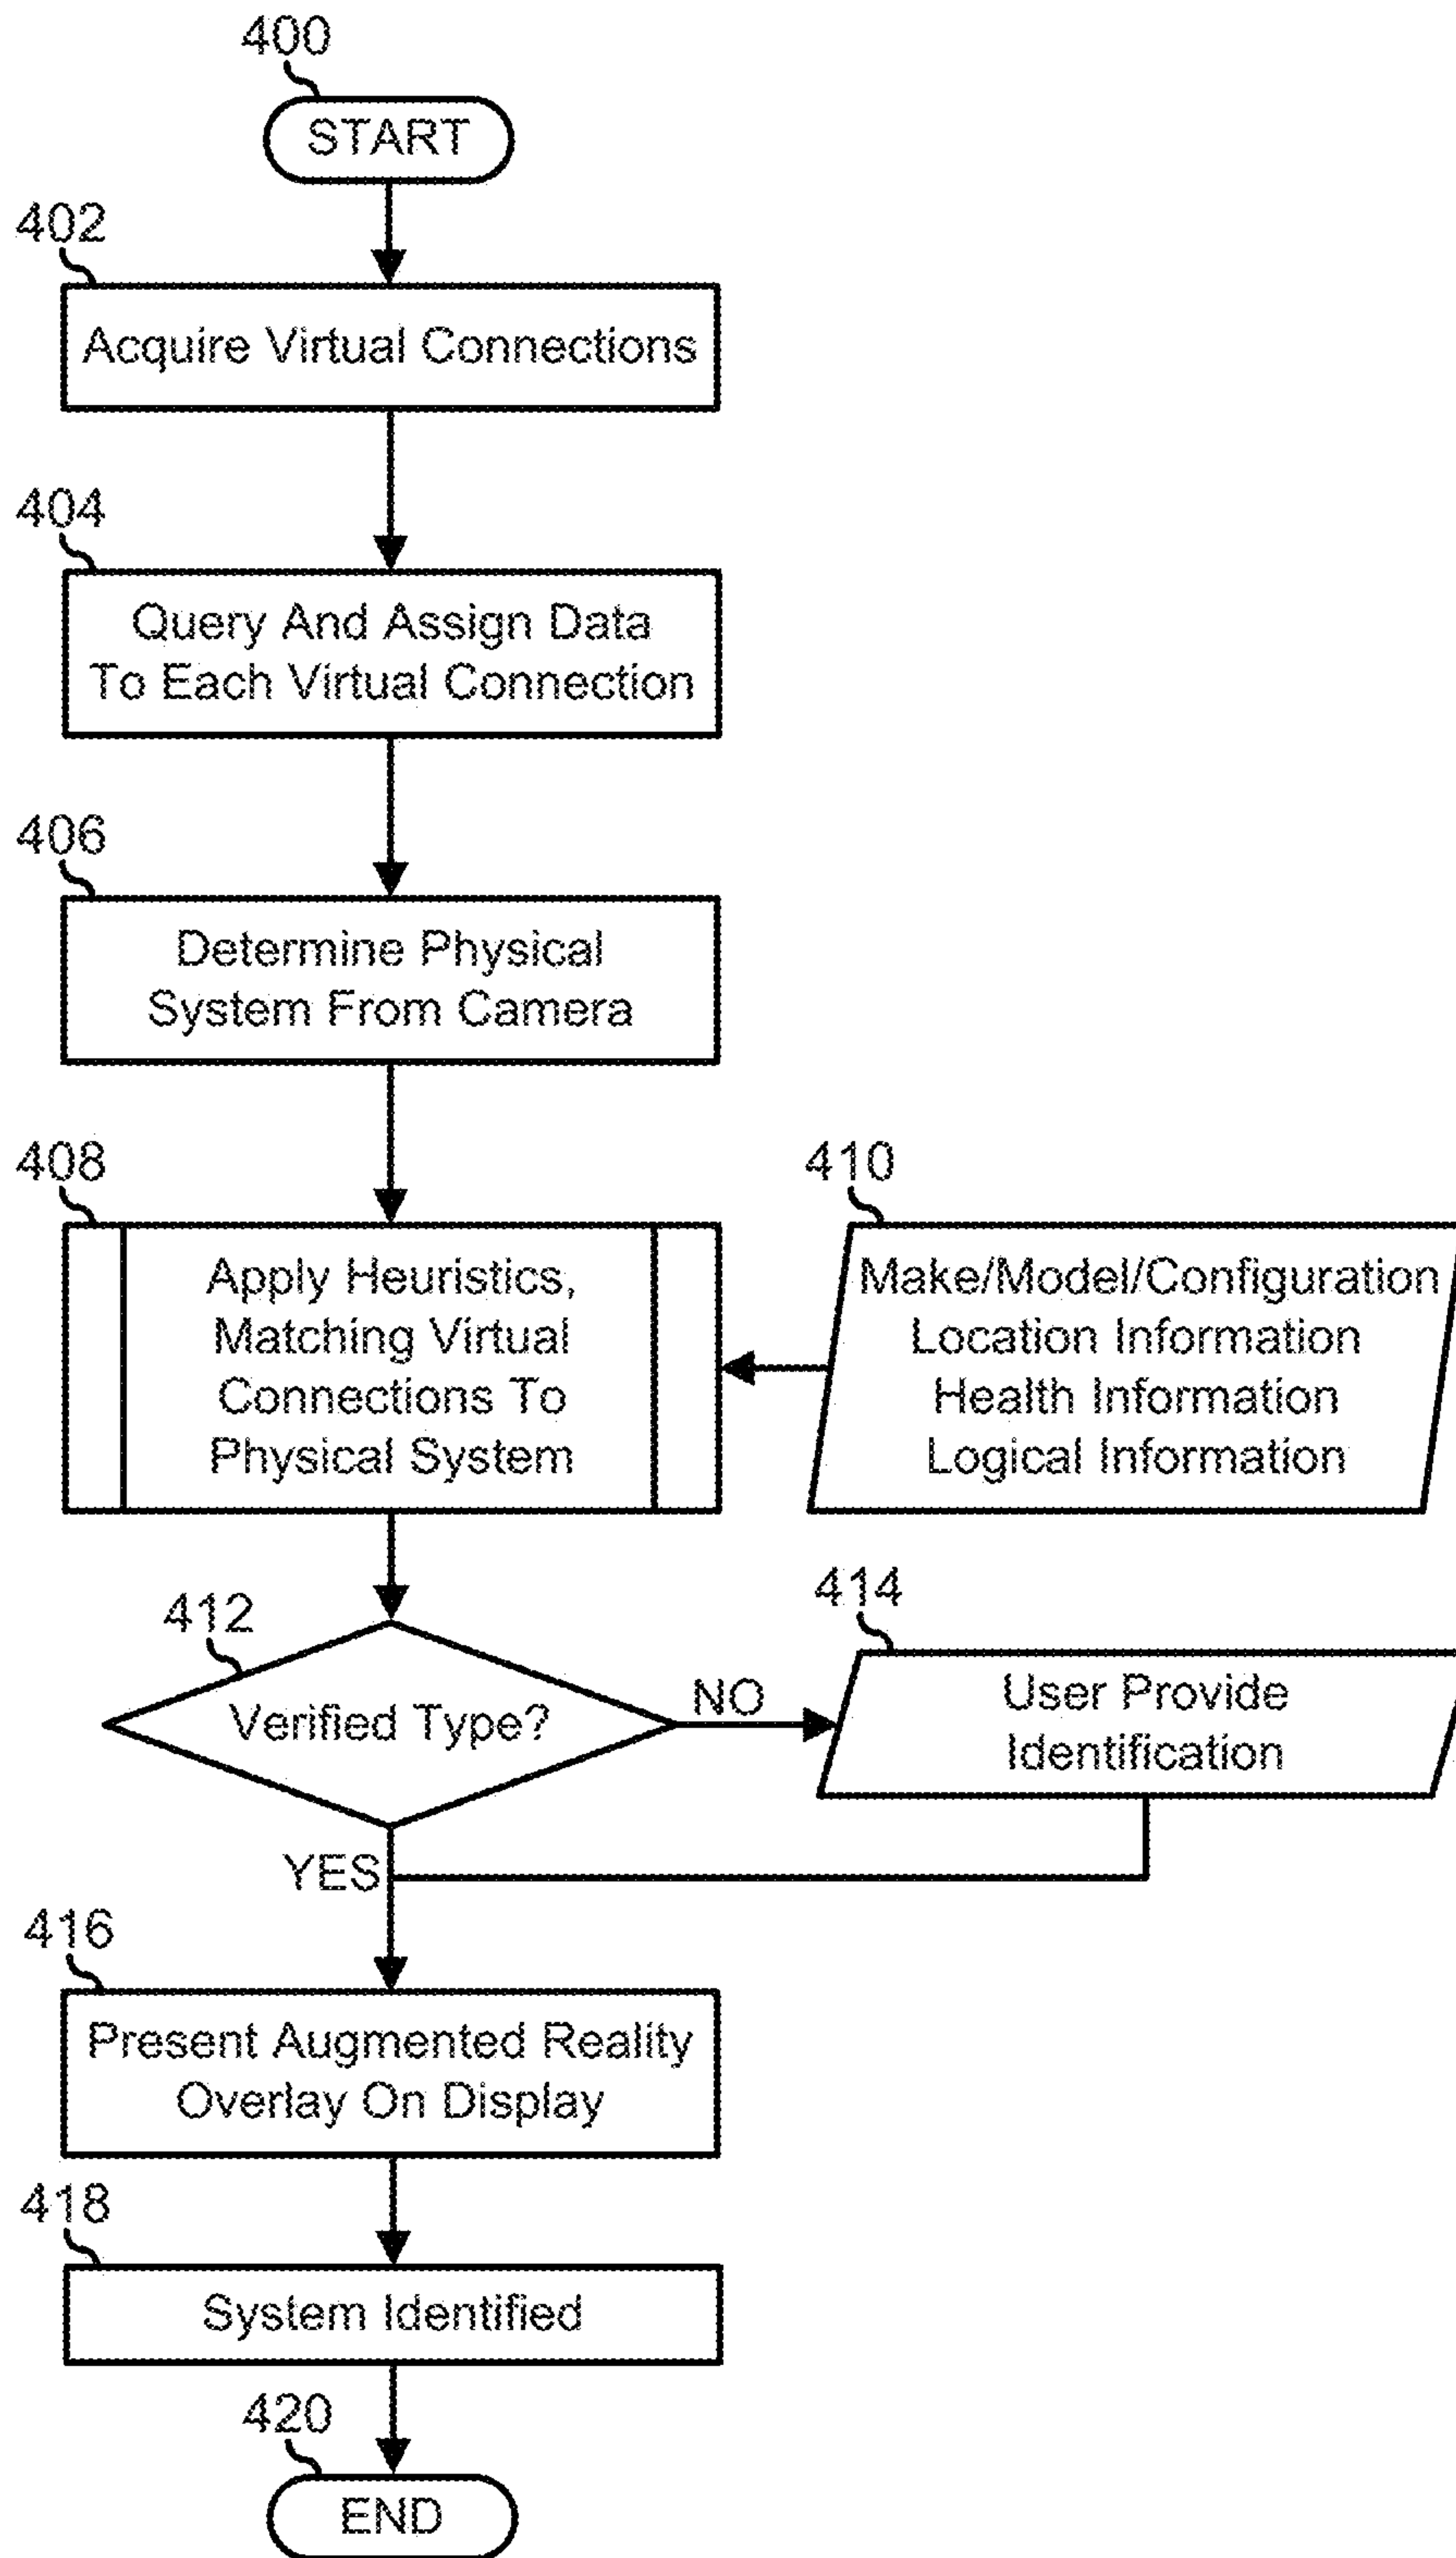 400
START
402
Acquire Virtual Connections
404
Query And Assign Data
To Each Virtual Connection
406
Determine Physical
System From Camera
408
Apply Heuristics,
Matching Virtual
Connections To
Physical System
410
Make/Model/Configuration
Location Information
Health Information
Logical Information
412
Verified Type?
NO
414
User Provide
Identification
YES
416
Present Augmented Reality
Overlay On Display
418
System Identified
420
END